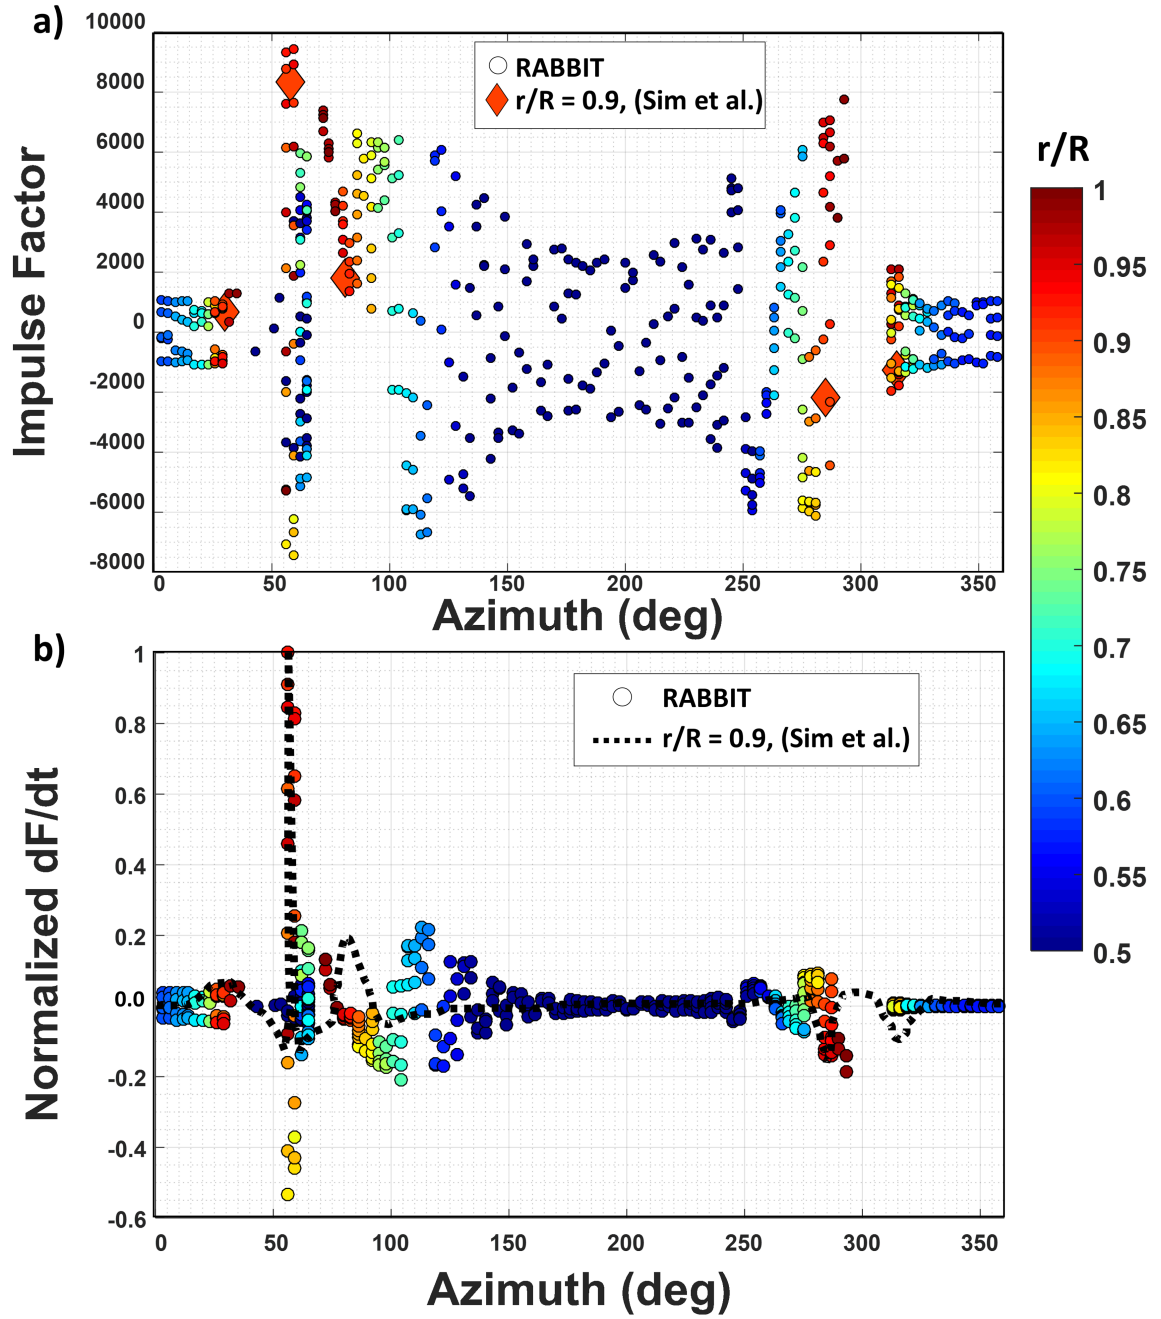 a)
Impulse Factor
10000
8000
6000
4000
2000
0
-2000
-4000
-6000
-8000
RABBIT
r/R = 0.9, (Sim et al.)
0 50 100 150 200 250 300 350
Azimuth (deg)
r/R
1
0.95
0.9
0.85
0.8
0.75
0.7
0.65
0.6
0.55
0.5
b)
Normalized dF/dt
1
0.8
0.6
0.4
0.2
0.0
-0.2
-0.4
-0.6
RABBIT
r/R = 0.9, (Sim et al.)
0 50 100 150 200 250 300 350
Azimuth (deg)